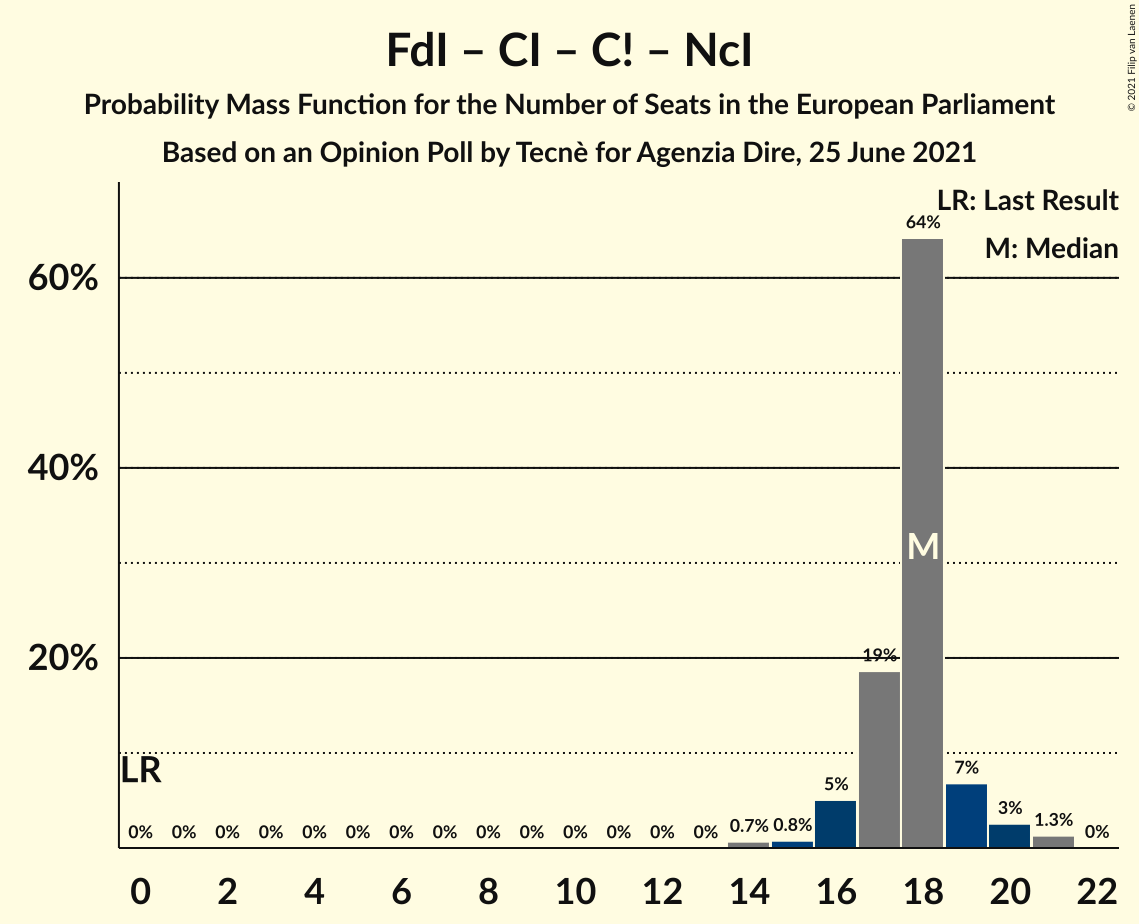 FdI – CI – C! – NcI
Probability Mass Function for the Number of Seats in the European Parliament
Based on an Opinion Poll by Tecnè for Agenzia Dire, 25 June 2021
© 2021 Filip van Laenen
LR: Last Result
M: Median
60%
40%
20%
LR
M
0% 0% 0% 0% 0% 0% 0% 0% 0% 0% 0% 0% 0% 0% 0.7% 0.8% 5% 19% 64% 7% 3% 1.3% 0%
0 2 4 6 8 10 12 14 16 18 20 22